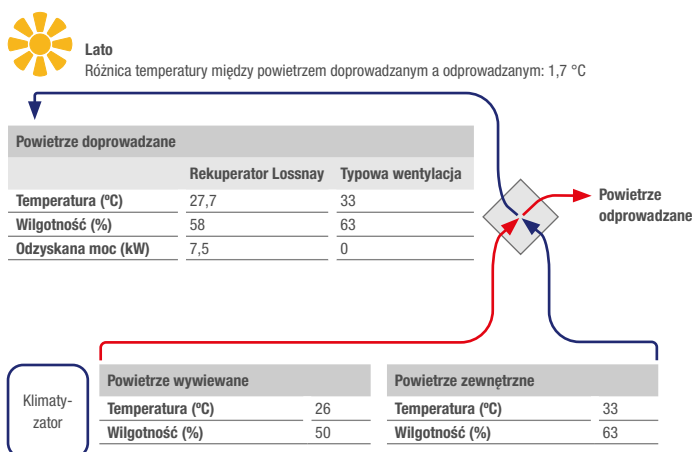 Lato
Różnica temperatury między powietrzem doprowadzanym a odprowadzanym: 1,7 °C
Powietrze doprowadzane
Rekuperator Lossnay Typowa wentylacja
Temperatura (ºC) 27,7 33
Wilgotność (%) 58 63
Odzyskana moc (kW) 7,5 0
Powietrze
odprowadzane
Klimaty-
zator
Powietrze wywiewane
Temperatura (ºC) 26
Wilgotność (%) 50
Powietrze zewnętrzne
Temperatura (ºC) 33
Wilgotność (%) 63